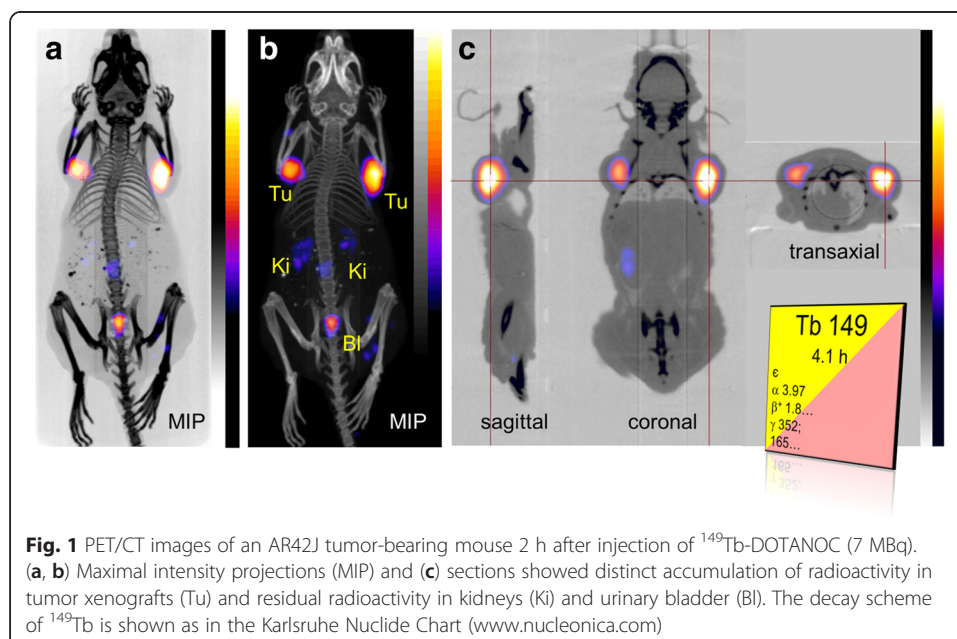 a
b
c
Tu
Tu
Ki
Ki
Bl
MIP
MIP
sagittal
coronal
transaxial
Tb 149
4.1 h
ε
α 3.97
β⁺ 1.8...
γ 352;
165...
165...
γ 352;
Fig. 1 PET/CT images of an AR42J tumor-bearing mouse 2 h after injection of ¹⁴⁹Tb-DOTANOC (7 MBq).
(a, b) Maximal intensity projections (MIP) and (c) sections showed distinct accumulation of radioactivity in
tumor xenografts (Tu) and residual radioactivity in kidneys (Ki) and urinary bladder (Bl). The decay scheme
of ¹⁴⁹Tb is shown as in the Karlsruhe Nuclide Chart (www.nucleonica.com)